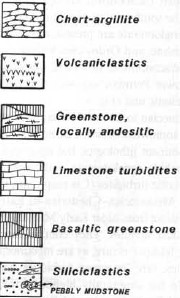 Chert-argillite
Volcaniclastics
Greenstone,
locally andesitic
Limestone turbidites
Basaltic greenstone
Siliciclastics
PEBBLY MUDSTONE